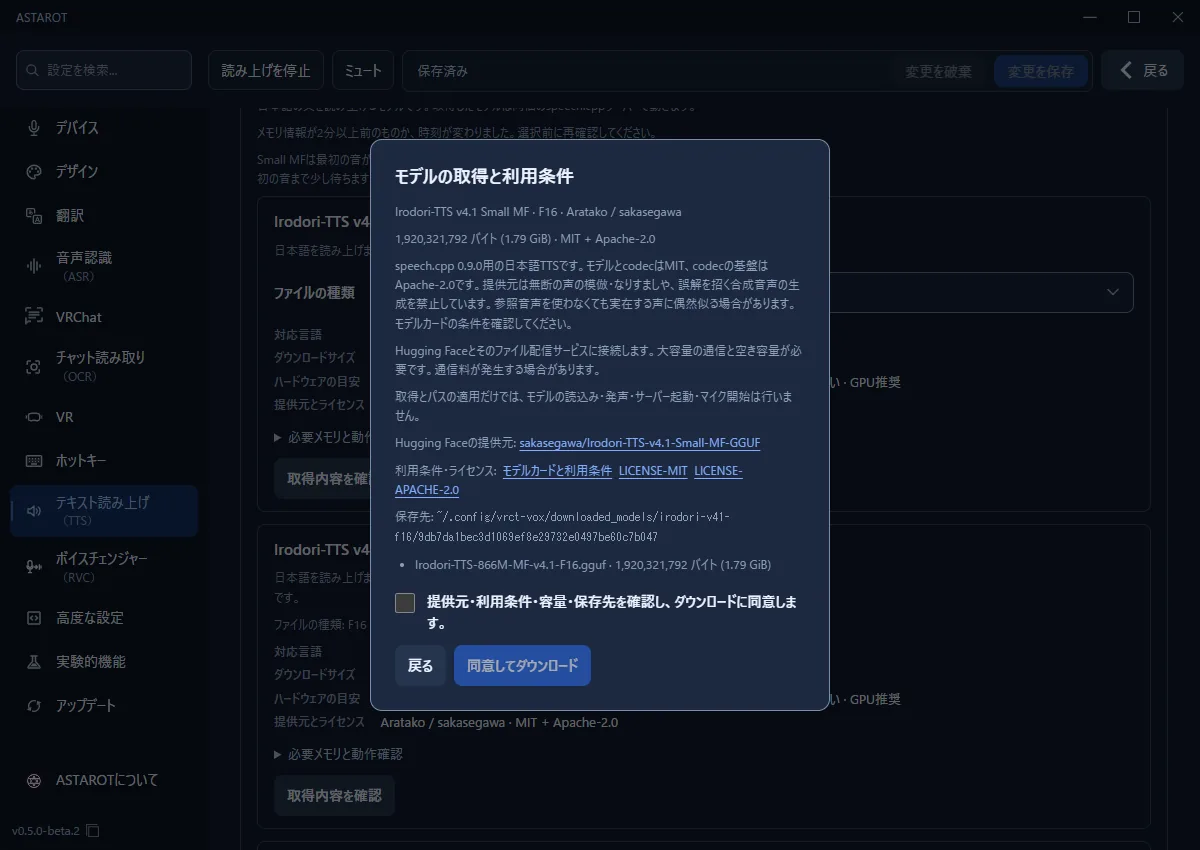 ASTAROT
設定を検索...
読み上げを停止
ミュート
保存済み
変更を破棄
変更を保存
戻る
デバイス
デザイン
翻訳
音声認識
（ASR）
VRChat
チャット読み取り
（OCR）
VR
ホットキー
テキスト読み上げ
（TTS）
ボイスチェンジャー
（RVC）
高度な設定
実験的機能
アップデート
ASTAROTについて
v0.5.0-beta.2
メモリ情報が2分以上前のものか、時刻が変わりました。選択前に再確認してください。
Small MFは最初の音が
初の音まで少し待ちます
Irodori-TTS v4
日本語を読み上げま
ファイルの種類
対応言語
ダウンロードサイズ
ハードウェアの目安
い · GPU推奨
提供元とライセンス
▶ 必要メモリと動作
取得内容を確認
モデルの取得と利用条件
Irodori-TTS v4.1 Small MF · F16 · Aratako / sakasegawa
1,920,321,792 バイト (1.79 GiB) · MIT + Apache-2.0
speech.cpp 0.9.0用の日本語TTSです。モデルとcodecはMIT、codecの基盤は
Apache-2.0です。提供元は無断の声の模倣・なりすましや、誤解を招く合成音声の生
成を禁止しています。参照音声を使わなくても実在する声に偶然似る場合があります。
モデルカードの条件を確認してください。
Hugging Faceとそのファイル配信サービスに接続します。大容量の通信と空き容量が必
要です。通信料が発生する場合があります。
取得とパスの適用だけでは、モデルの読込み・発声・サーバー起動・マイク開始は行いま
せん。
Hugging Faceの提供元: sakasegawa/Irodori-TTS-v4.1-Small-MF-GGUF
利用条件・ライセンス: モデルカードと利用条件 LICENSE-MIT LICENSE-
APACHE-2.0
保存先: ~/.config/vrct-vox/downloaded_models/irodori-v41-
f16/9db7da1bec3d1069ef8e29732e0497be60c7b047
• Irodori-TTS-866M-MF-v4.1-F16.gguf · 1,920,321,792 バイト (1.79 GiB)
提供元・利用条件・容量・保存先を確認し、ダウンロードに同意しま
す。
戻る
同意してダウンロード
Irodori-TTS v4
日本語を読み上げま
です。
ファイルの種類: F16
対応言語
ダウンロードサイズ
ハードウェアの目安
い · GPU推奨
提供元とライセンス Aratako / sakasegawa · MIT + Apache-2.0
▶ 必要メモリと動作確認
取得内容を確認